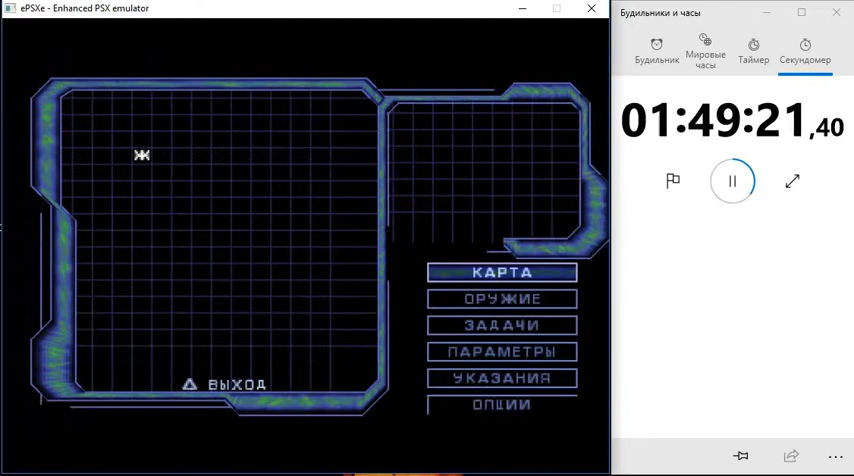 ePSXe - Enhanced PSX emulator
Ж
КАРТА
ОРУЖИЕ
ЗАДАЧИ
ПАРАМЕТРЫ
УКАЗАНИЯ
ОПЦИИ
ВЫХОД
Будильники и часы
Будильник
Мировые часы
Таймер
Секундомер
01:49:21,40